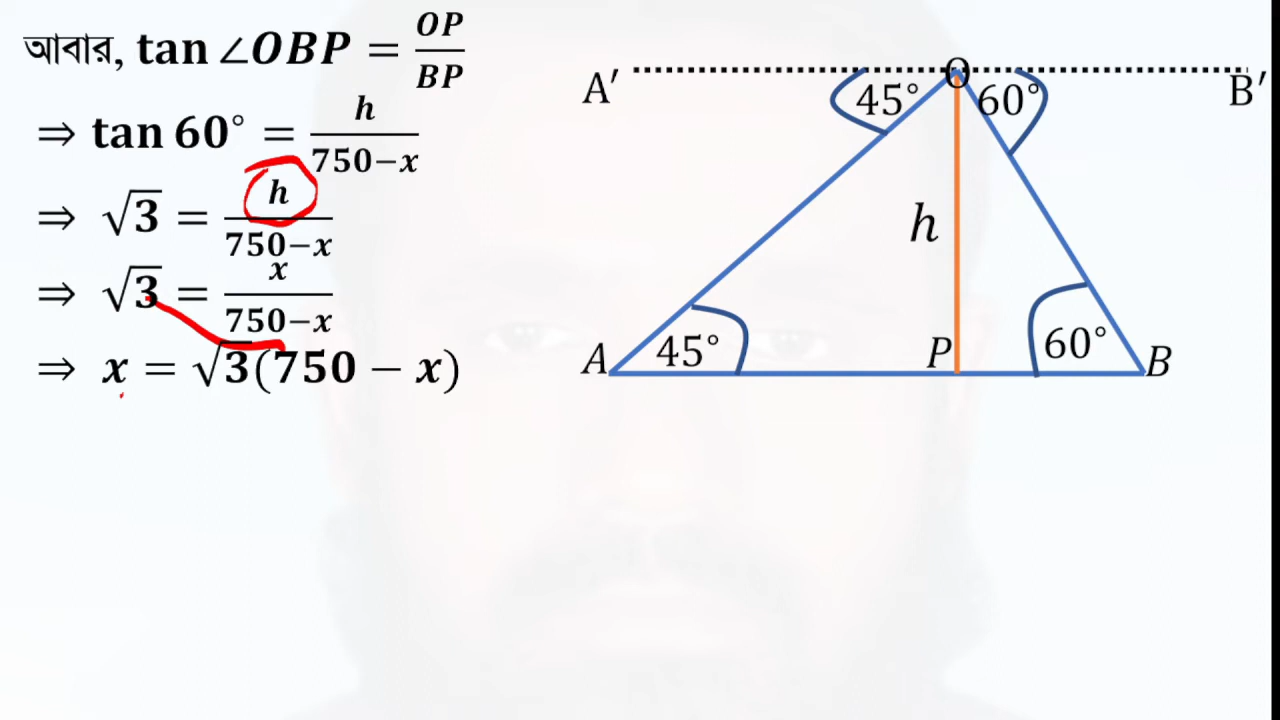 আবার, tan ∠OBP = OP/BP
⇒ tan 60° = h/750−x
⇒ √3 = h/750−x
⇒ √3 = x/750−x
⇒ x = √3(750 − x)
A′ O B′
45° 60°
h
A 45° P 60° B